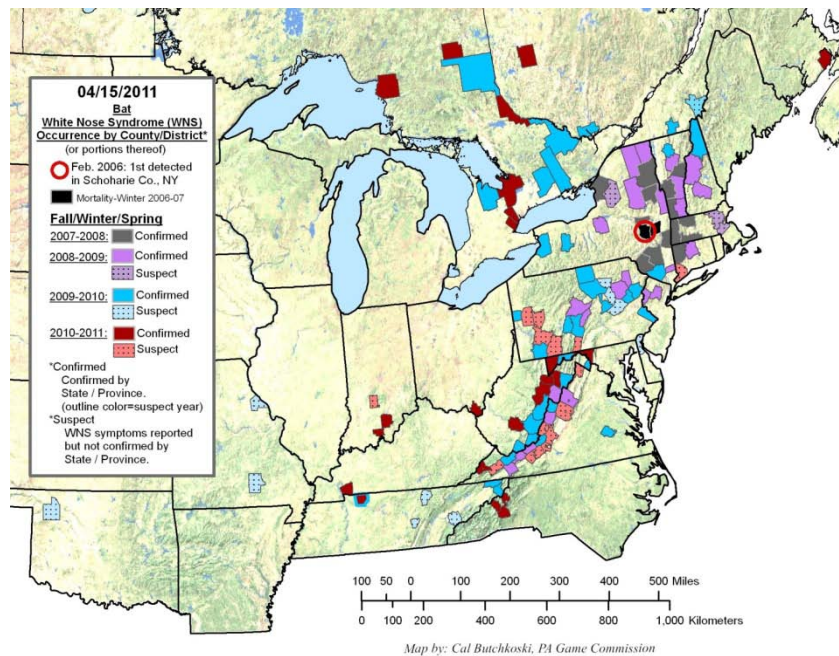 04/15/2011
Bat
White Nose Syndrome (WNS)
Occurrence by County/District*
(or portions thereof)
Feb. 2006: 1st detected
in Schoharie Co., NY
Mortality-Winter 2006-07
Fall/Winter/Spring
2007-2008: Confirmed
2008-2009: Confirmed
Suspect
2009-2010: Confirmed
Suspect
2010-2011: Confirmed
Suspect
*Confirmed
Confirmed by
State / Province.
(outline color=suspect year)
*Suspect
WNS symptoms reported
but not confirmed by
State / Province.
100 50 0 100 200 300 400 500 Miles
100 0 200 400 600 800 1,000 Kilometers
Map by: Cal Butchkoski, PA Game Commission